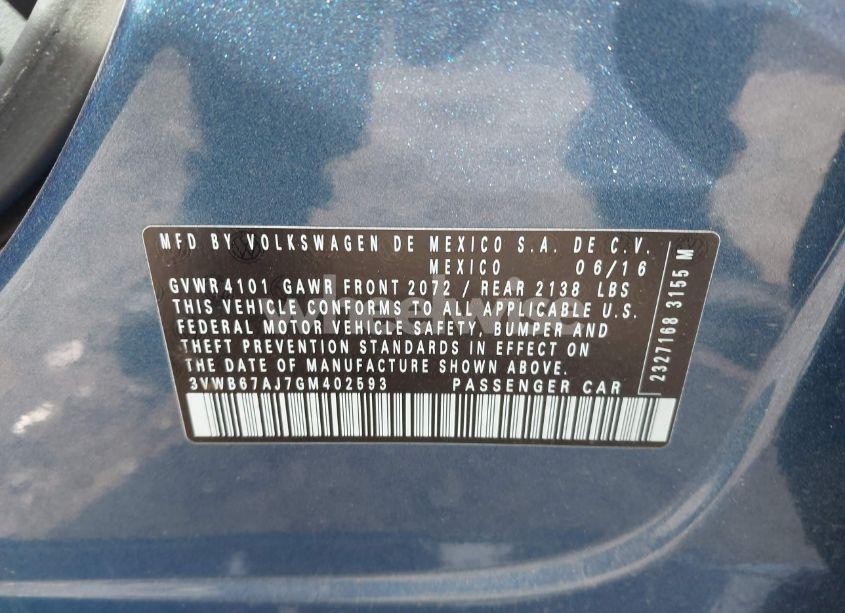 MFD BY VOLKSWAGEN DE MEXICO S.A. DE C.V.
MEXICO 06/16
GVWR 4101 GAWR FRONT 2072 / REAR 2138 LBS
THIS VEHICLE CONFORMS TO ALL APPLICABLE U.S.
FEDERAL MOTOR VEHICLE SAFETY, BUMPER AND
THEFT PREVENTION STANDARDS IN EFFECT ON
THE DATE OF MANUFACTURE SHOWN ABOVE.
3VWB67AJ7GM402593 PASSENGER CAR
2327168 3155 M
wheelwise